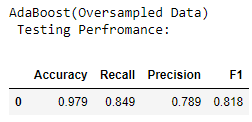 AdaBoost(Oversampled Data)
Testing Perfromance:
Accuracy Recall Precision F1
0 0.979 0.849 0.789 0.818